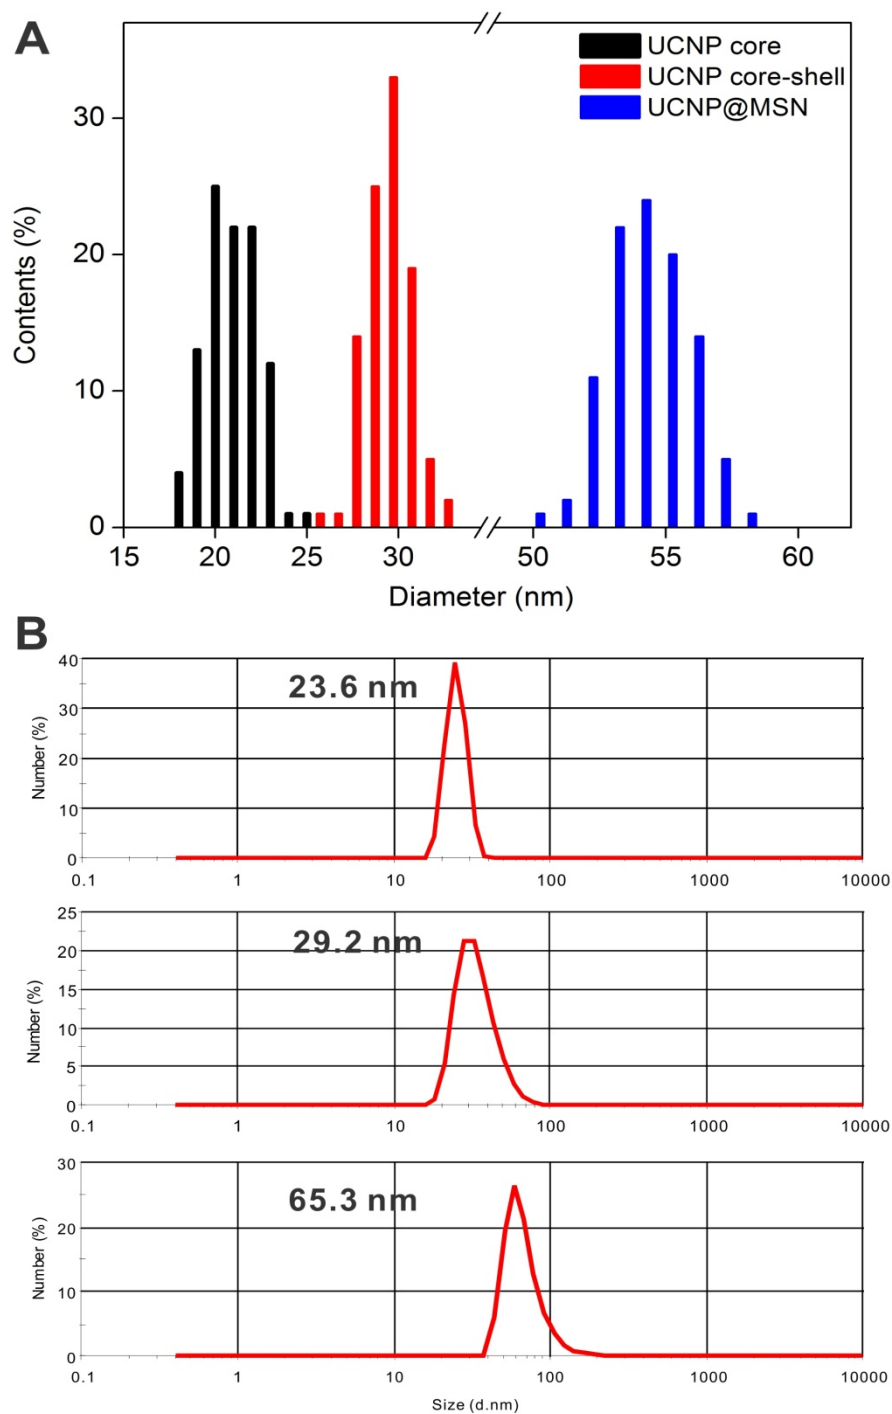 A
UCNP core
UCNP core-shell
UCNP@MSN
Contents (%)
30
20
10
0
15 20 25 30 50 55 60
Diameter (nm)
B
23.6 nm
Number (%)
40
30
20
10
0
0.1 1 10 100 1000 10000
29.2 nm
Number (%)
25
20
15
10
5
0
0.1 1 10 100 1000 10000
65.3 nm
Number (%)
30
20
10
0
0.1 1 10 100 1000 10000
Size (d.nm)